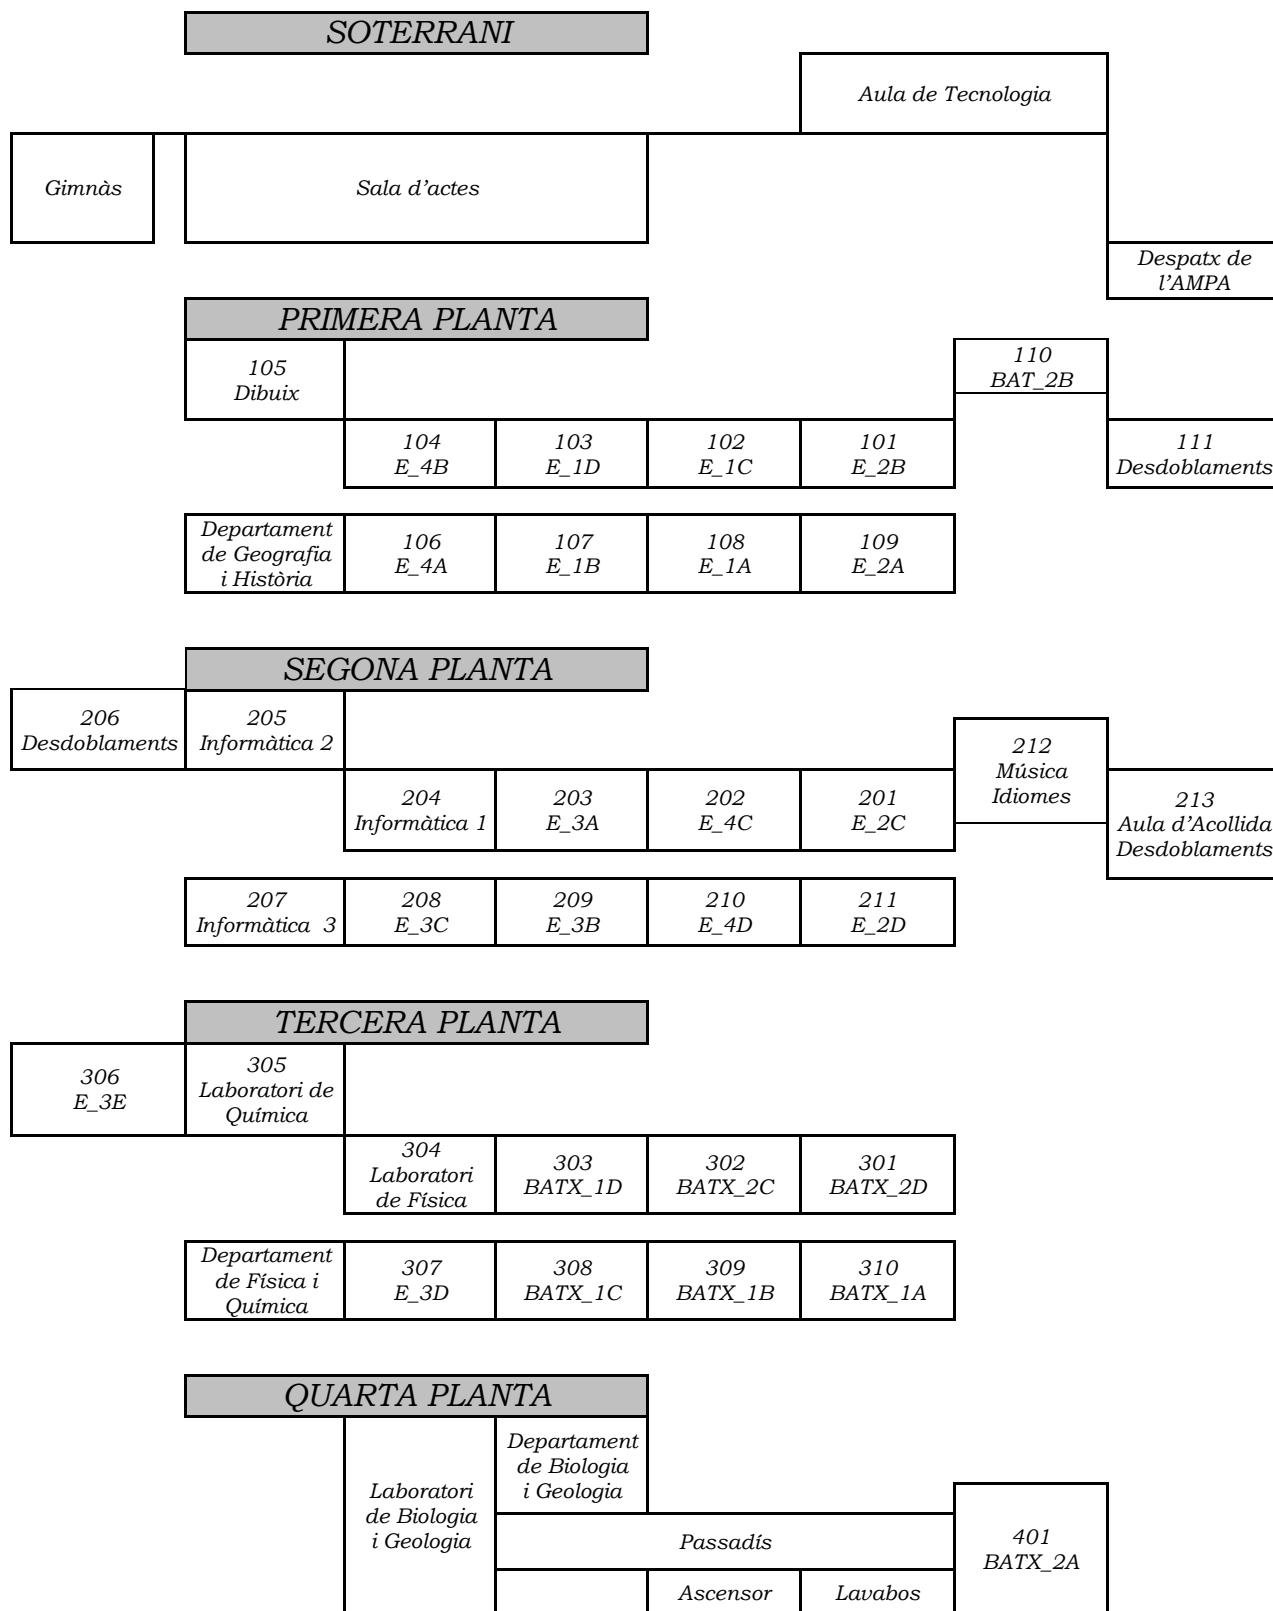 SOTERRANI
Aula de Tecnologia
Gimnàs
Sala d'actes
Despatx de
l'AMPA
PRIMERA PLANTA
105
Dibuix
110
BAT_2B
104
E_4B
103
E_1D
102
E_1C
101
E_2B
111
Desdoblaments
Departament
de Geografia
i Història
106
E_4A
107
E_1B
108
E_1A
109
E_2A
SEGONA PLANTA
206
Desdoblaments
205
Informàtica 2
212
Música
Idiomes
204
Informàtica 1
203
E_3A
202
E_4C
201
E_2C
213
Aula d'Acollida
Desdoblaments
207
Informàtica 3
208
E_3C
209
E_3B
210
E_4D
211
E_2D
TERCERA PLANTA
306
E_3E
305
Laboratori de
Química
304
Laboratori
de Física
303
BATX_1D
302
BATX_2C
301
BATX_2D
Departament
de Física i
Química
307
E_3D
308
BATX_1C
309
BATX_1B
310
BATX_1A
QUARTA PLANTA
Laboratori
de Biologia
i Geologia
Departament
de Biologia
i Geologia
Passadís
401
BATX_2A
Ascensor
Lavabos